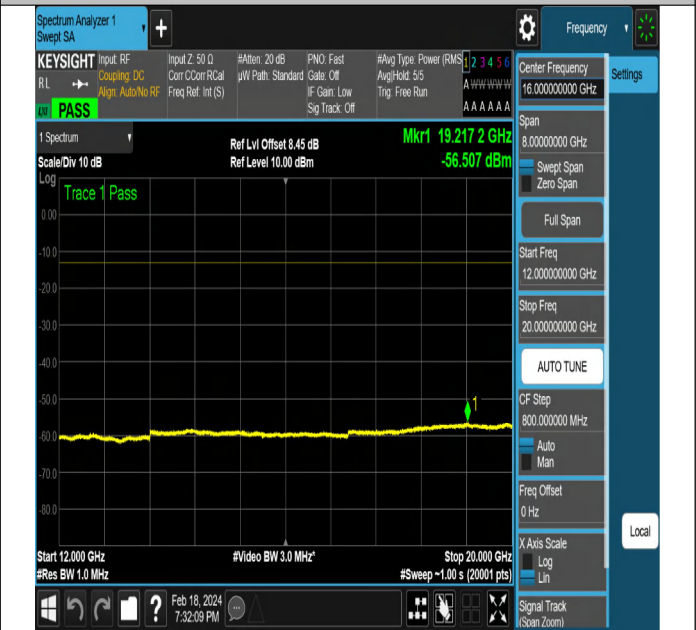 Spectrum Analyzer 1
Swept SA
Frequency
KEYSIGHT
RL
PASS
Input: RF
Coupling: DC
Align: Auto/No RF
Input Z: 50 Ω
Corr CCorr RCal
Freq Ref: Int (S)
#Atten: 20 dB
µW Path: Standard
PNO: Fast
Gate: Off
IF Gain: Low
Sig Track: Off
#Avg Type: Power (RMS
Avg|Hold: 5/5
Trig: Free Run
1 2 3 4 5 6
A W W W W W
A A A A A A
1 Spectrum
Scale/Div 10 dB
Ref Lvl Offset 8.45 dB
Ref Level 10.00 dBm
Mkr1 19.217 2 GHz
-56.507 dBm
Log
Trace 1 Pass
0.00
-10.0
-20.0
-30.0
-40.0
-50.0
-60.0
-70.0
-80.0
1
Start 12.000 GHz
#Res BW 1.0 MHz
#Video BW 3.0 MHz*
Stop 20.000 GHz
#Sweep ~1.00 s (20001 pts)
Feb 18, 2024
7:32:09 PM
Center Frequency
16.000000000 GHz
Span
8.00000000 GHz
Swept Span
Zero Span
Full Span
Start Freq
12.000000000 GHz
Stop Freq
20.000000000 GHz
AUTO TUNE
CF Step
800.000000 MHz
Auto
Man
Freq Offset
0 Hz
X Axis Scale
Log
Lin
Signal Track
(Span Zoom)
Settings
Local